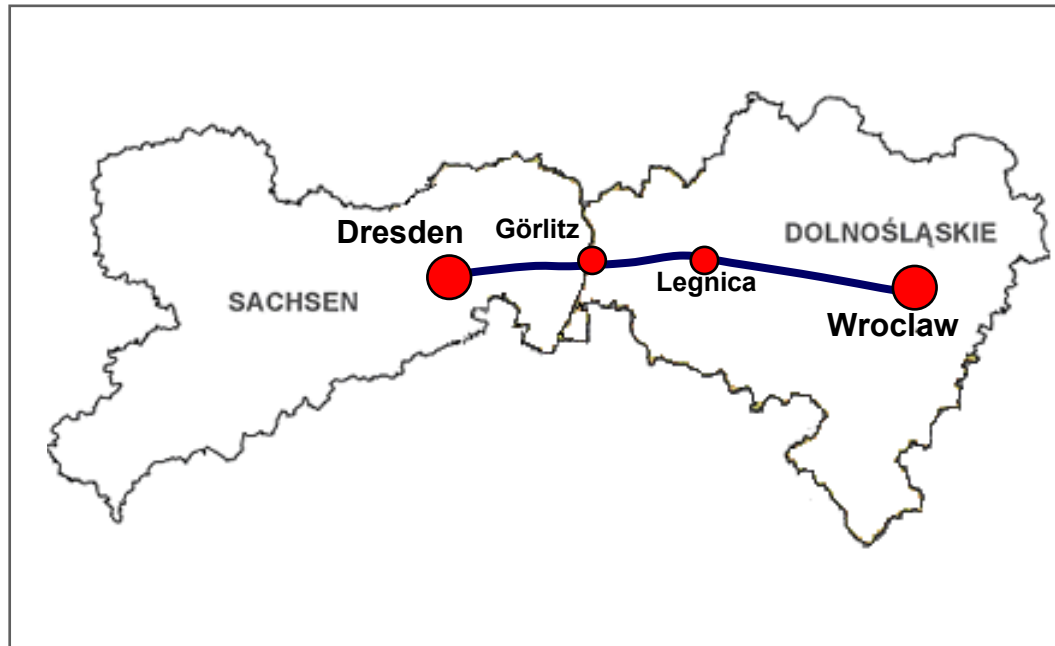 Görlitz
Dresden
DOLNOŚLĄSKIE
Legnica
SACHSEN
Wroclaw